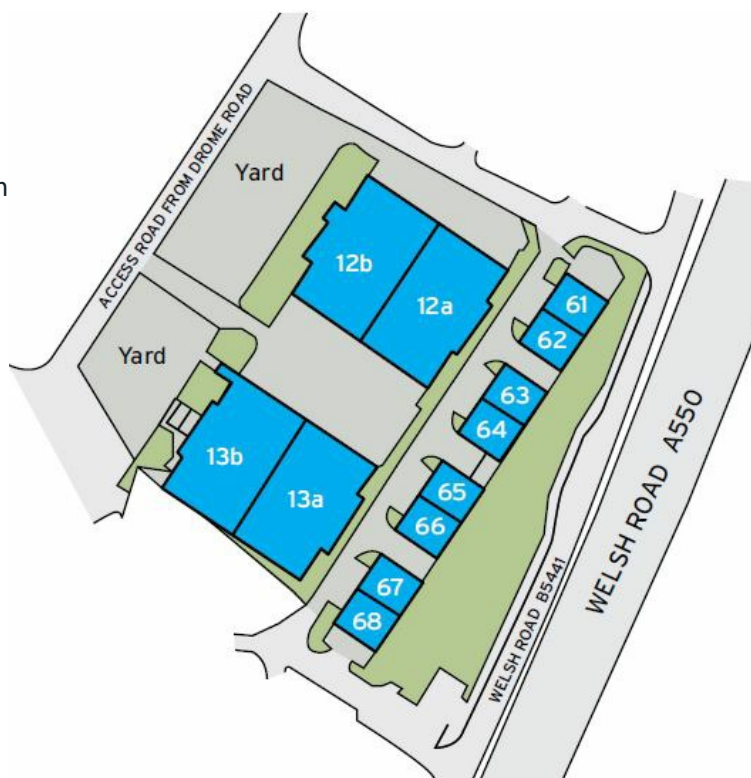 ACCESS ROAD FROM DROME ROAD
Yard
12b
12a
61
62
Yard
63
64
13b
13a
65
66
67
68
WELSH ROAD A550
WELSH ROAD B5441